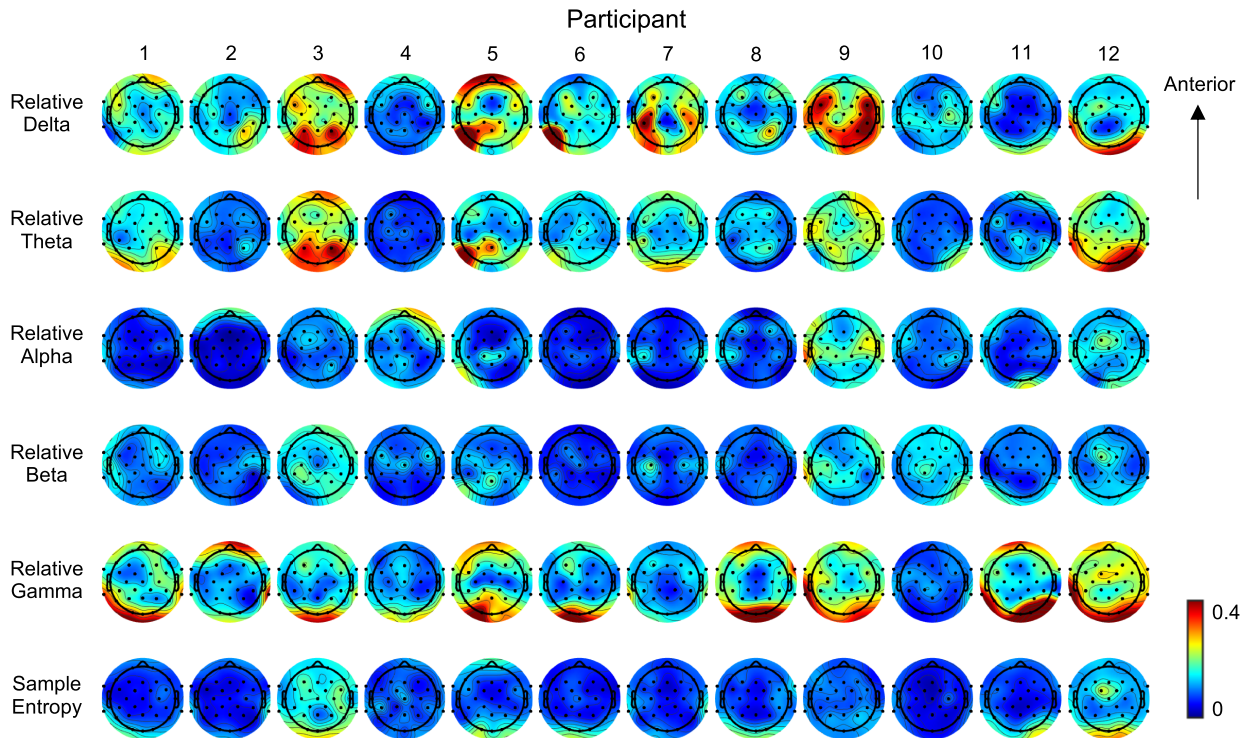 Participant
1 2 3 4 5 6 7 8 9 10 11 12
Anterior
Relative
Delta
Relative
Theta
Relative
Alpha
Relative
Beta
Relative
Gamma
0.4
0
Sample
Entropy